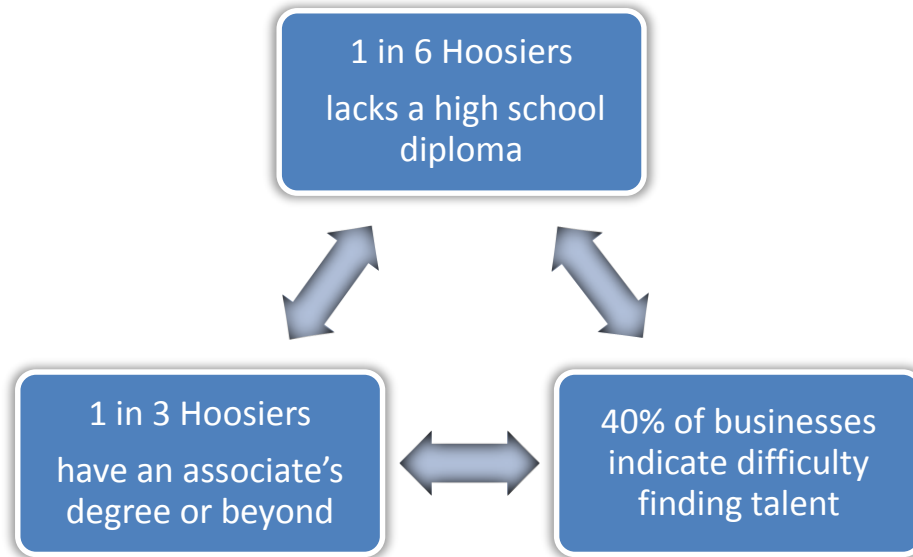 1 in 6 Hoosiers
lacks a high school
diploma
1 in 3 Hoosiers
have an associate’s
degree or beyond
40% of businesses
indicate difficulty
finding talent